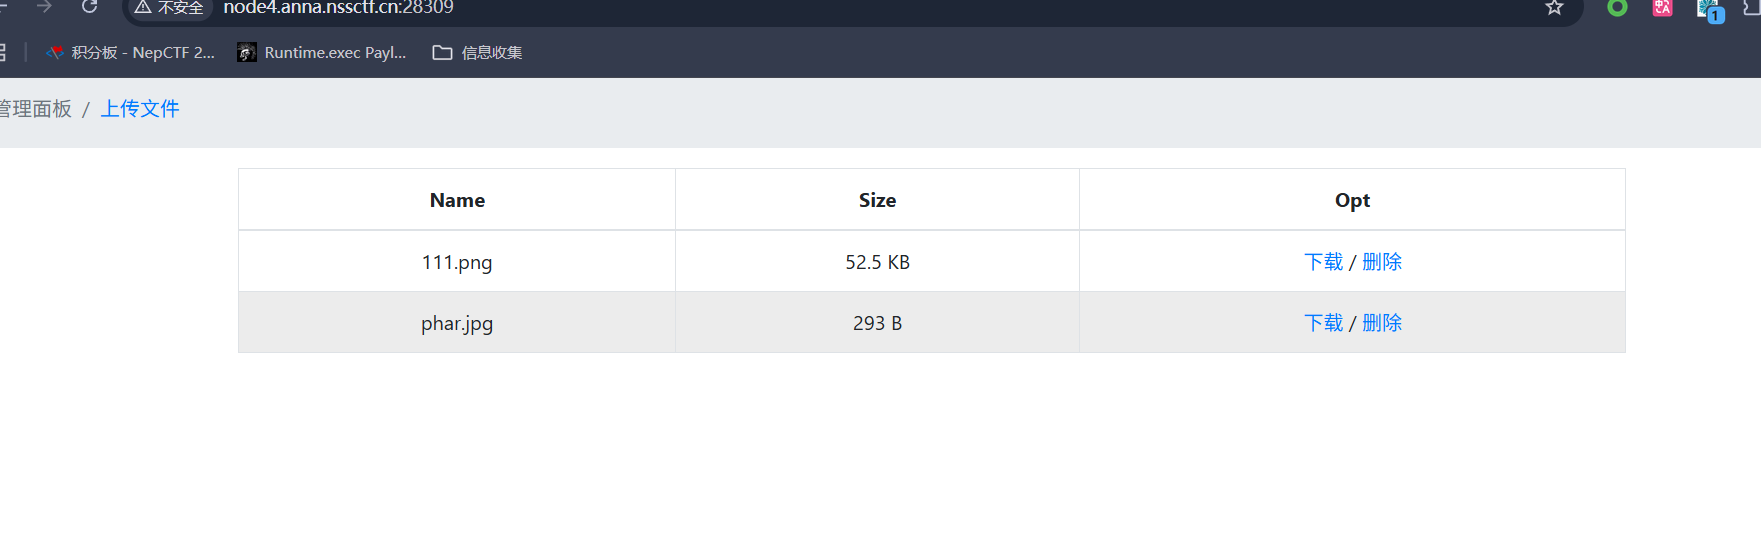 不安全 node4.anna.nssctf.cn:28309
积分板 - NepCTF 2... Runtime.exec Payl... 信息收集
管理面板 / 上传文件
Name Size Opt
111.png 52.5 KB 下载 / 删除
phar.jpg 293 B 下载 / 删除
1